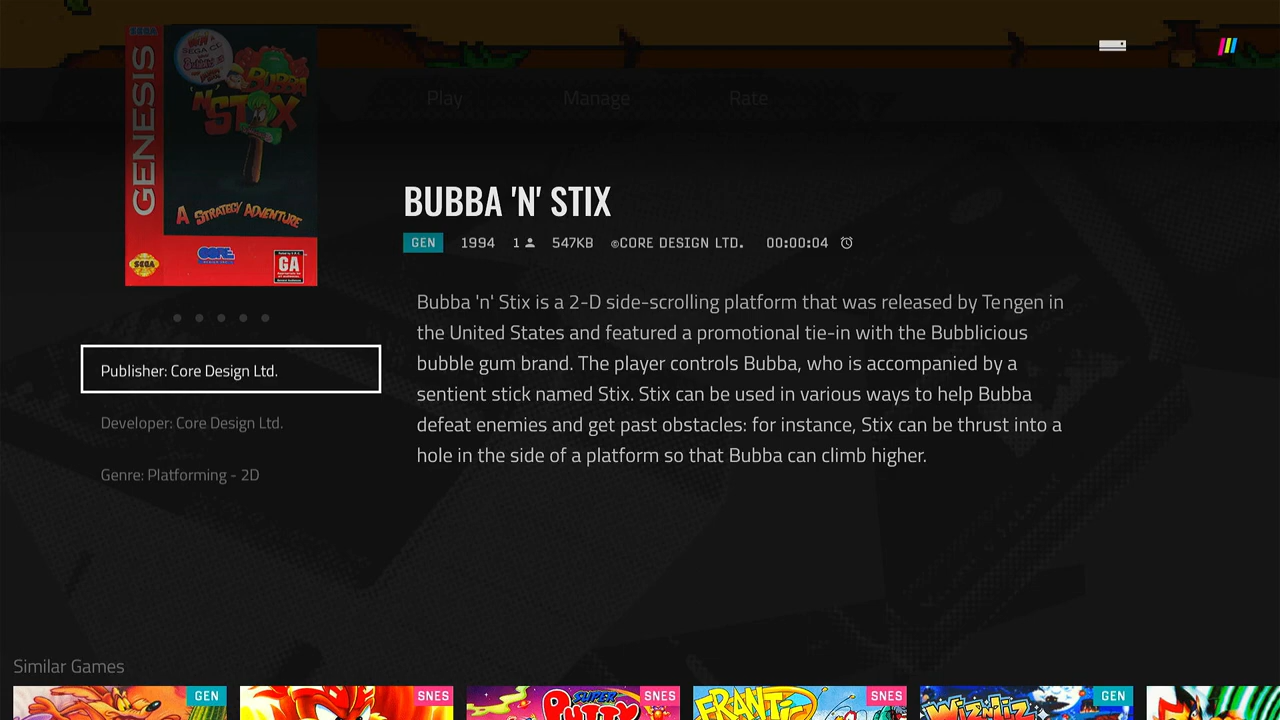 SEGA
GENESIS
BUBBA
'N'
STIX
A STRATEGY ADVENTURE
SEGA
CORE
GA
Play Manage Rate
BUBBA 'N' STIX
GEN 1994 1 547KB ©CORE DESIGN LTD. 00:00:04
Bubba 'n' Stix is a 2-D side-scrolling platform that was released by Tengen in
the United States and featured a promotional tie-in with the Bubblicious
bubble gum brand. The player controls Bubba, who is accompanied by a
sentient stick named Stix. Stix can be used in various ways to help Bubba
defeat enemies and get past obstacles: for instance, Stix can be thrust into a
hole in the side of a platform so that Bubba can climb higher.
Publisher: Core Design Ltd.
Developer: Core Design Ltd.
Genre: Platforming - 2D
Similar Games
GEN
SNES
SUPER
PUTTY
SNES
SNES
GEN